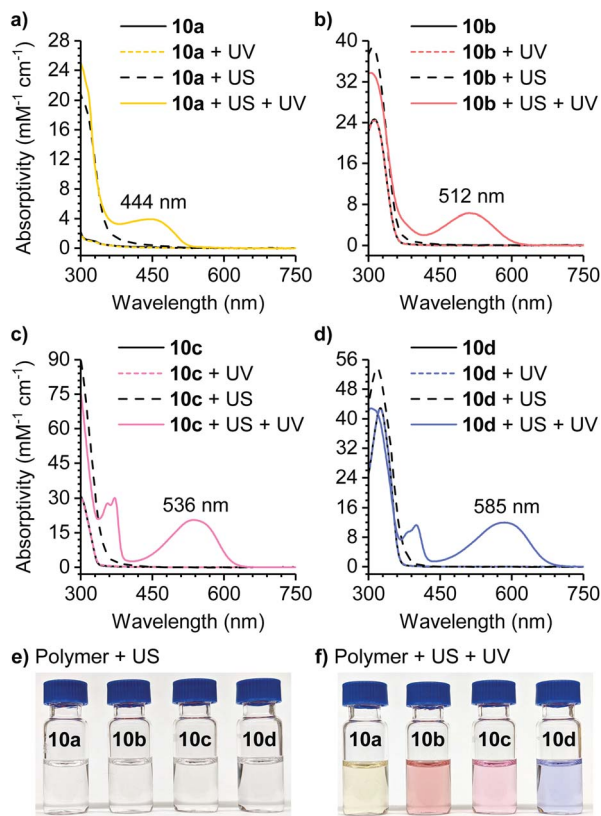 a)
10a
10a + UV
10a + US
10a + US + UV
444 nm
Absorptivity (mM-1 cm-1)
28
24
20
16
12
8
4
0
300 450 600 750
Wavelength (nm)
b)
10b
10b + UV
10b + US
10b + US + UV
512 nm
40
32
24
16
8
0
300 450 600 750
Wavelength (nm)
c)
10c
10c + UV
10c + US
10c + US + UV
536 nm
Absorptivity (mM-1 cm-1)
90
75
60
45
30
15
0
300 450 600 750
Wavelength (nm)
d)
10d
10d + UV
10d + US
10d + US + UV
585 nm
56
48
40
32
24
16
8
0
300 450 600 750
Wavelength (nm)
e) Polymer + US
10a 10b 10c 10d
f) Polymer + US + UV
10a 10b 10c 10d